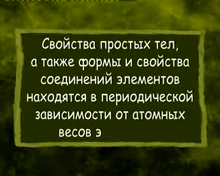 Свойства простых тел,
а также формы и свойства
соединений элементов
находятся в периодической
зависимости от атомных
весов э